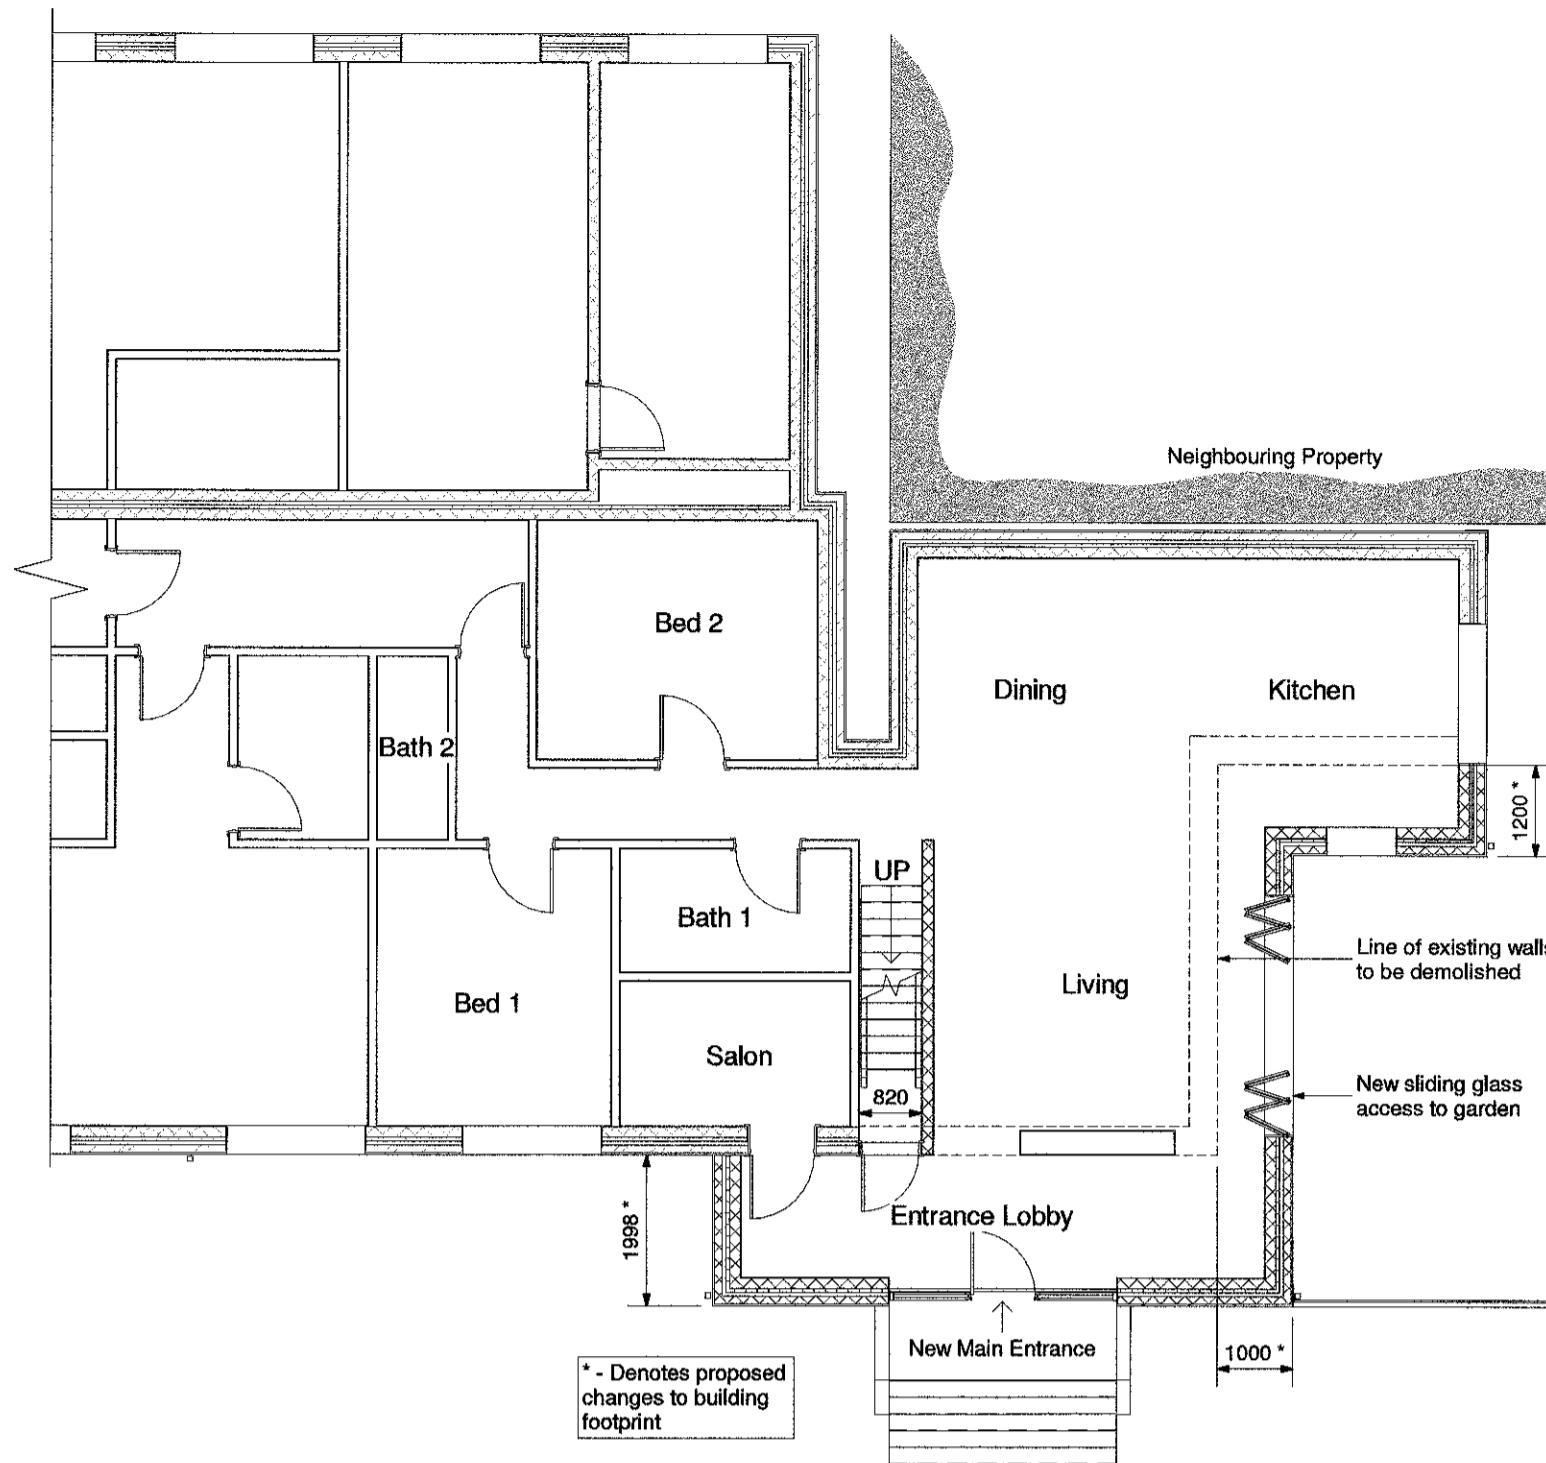 Neighbouring Property
Bed 2
Dining
Kitchen
Bath 2
1200 *
UP
Bath 1
Line of existing walls
to be demolished
Living
Bed 1
Salon
New sliding glass
access to garden
820
1998 *
Entrance Lobby
New Main Entrance
1000 *
* - Denotes proposed
changes to building
footprint